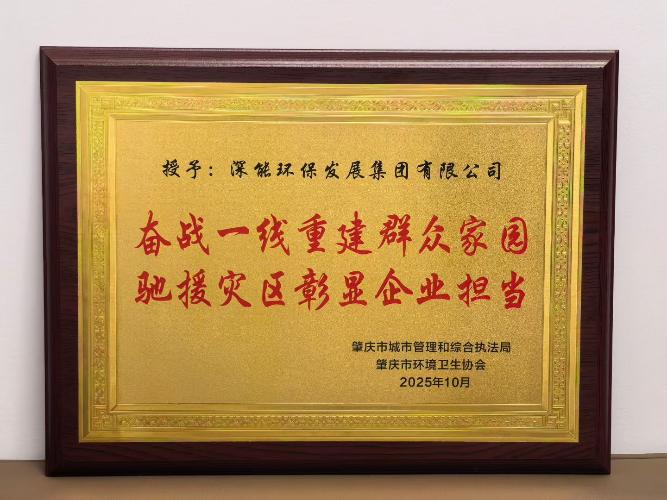 授予：深能环保发展集团有限公司
奋战一线重建群众家园
驰援灾区彰显企业担当
肇庆市城市管理和综合执法局
肇庆市环境卫生协会
2025年10月